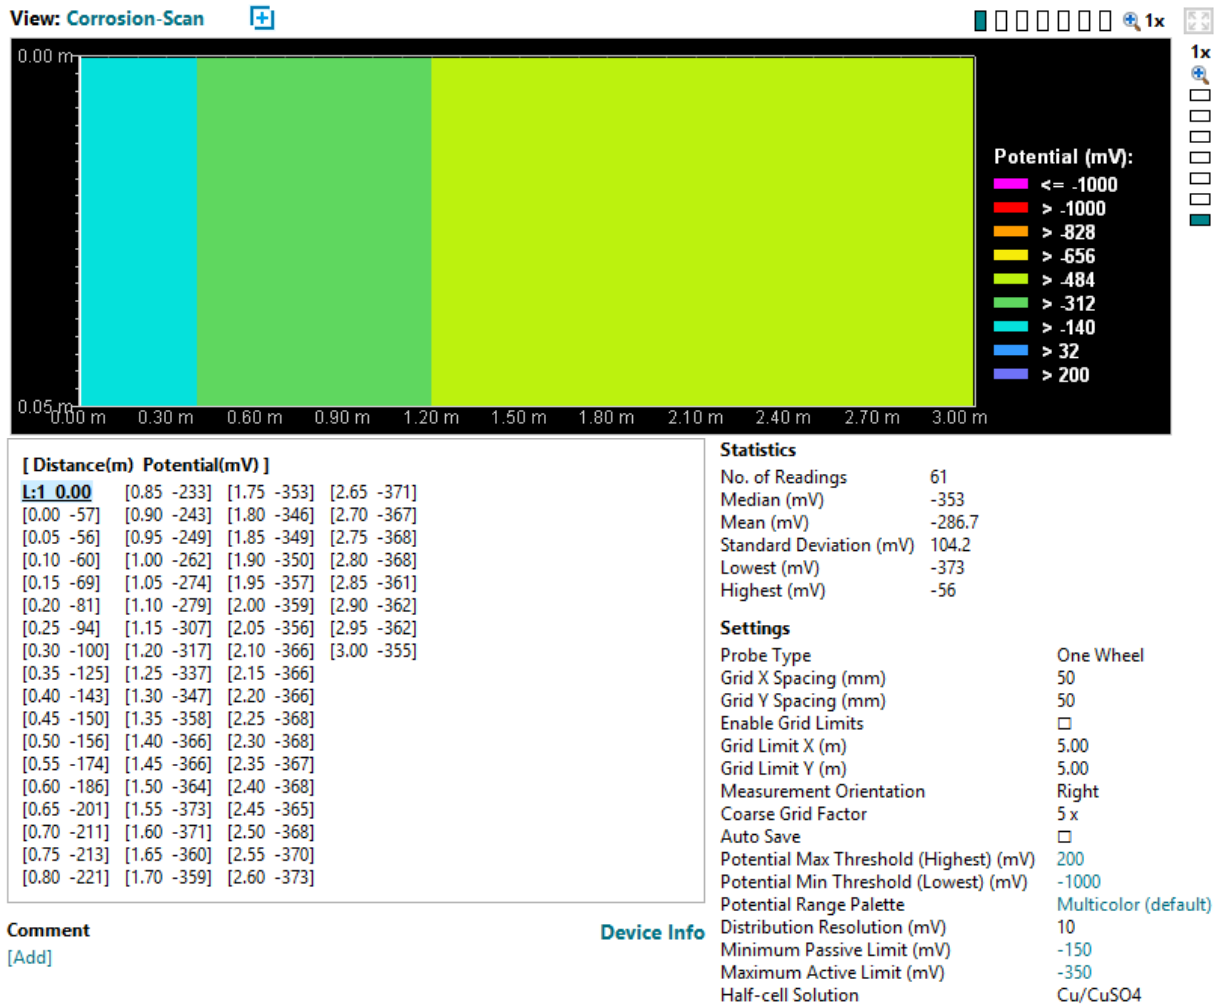 View: Corrosion-Scan
1x
1x
0.00 m
0.05 m
0.00 m 0.30 m 0.60 m 0.90 m 1.20 m 1.50 m 1.80 m 2.10 m 2.40 m 2.70 m 3.00 m
Potential (mV):
<= -1000
> -1000
> -828
> -656
> -484
> -312
> -140
> 32
> 200
[ Distance(m) Potential(mV) ]
L:1 0.00 [0.85 -233] [1.75 -353] [2.65 -371]
[0.00 -57] [0.90 -243] [1.80 -346] [2.70 -367]
[0.05 -56] [0.95 -249] [1.85 -349] [2.75 -368]
[0.10 -60] [1.00 -262] [1.90 -350] [2.80 -368]
[0.15 -69] [1.05 -274] [1.95 -357] [2.85 -361]
[0.20 -81] [1.10 -279] [2.00 -359] [2.90 -362]
[0.25 -94] [1.15 -307] [2.05 -356] [2.95 -362]
[0.30 -100] [1.20 -317] [2.10 -366] [3.00 -355]
[0.35 -125] [1.25 -337] [2.15 -366]
[0.40 -143] [1.30 -347] [2.20 -366]
[0.45 -150] [1.35 -358] [2.25 -368]
[0.50 -156] [1.40 -366] [2.30 -368]
[0.55 -174] [1.45 -366] [2.35 -367]
[0.60 -186] [1.50 -364] [2.40 -368]
[0.65 -201] [1.55 -373] [2.45 -365]
[0.70 -211] [1.60 -371] [2.50 -368]
[0.75 -213] [1.65 -360] [2.55 -370]
[0.80 -221] [1.70 -359] [2.60 -373]
Comment
[Add]
Device Info
Statistics
No. of Readings 61
Median (mV) -353
Mean (mV) -286.7
Standard Deviation (mV) 104.2
Lowest (mV) -373
Highest (mV) -56
Settings
Probe Type One Wheel
Grid X Spacing (mm) 50
Grid Y Spacing (mm) 50
Enable Grid Limits
Grid Limit X (m) 5.00
Grid Limit Y (m) 5.00
Measurement Orientation Right
Coarse Grid Factor 5 x
Auto Save
Potential Max Threshold (Highest) (mV) 200
Potential Min Threshold (Lowest) (mV) -1000
Potential Range Palette Multicolor (default)
Distribution Resolution (mV) 10
Minimum Passive Limit (mV) -150
Maximum Active Limit (mV) -350
Half-cell Solution Cu/CuSO4